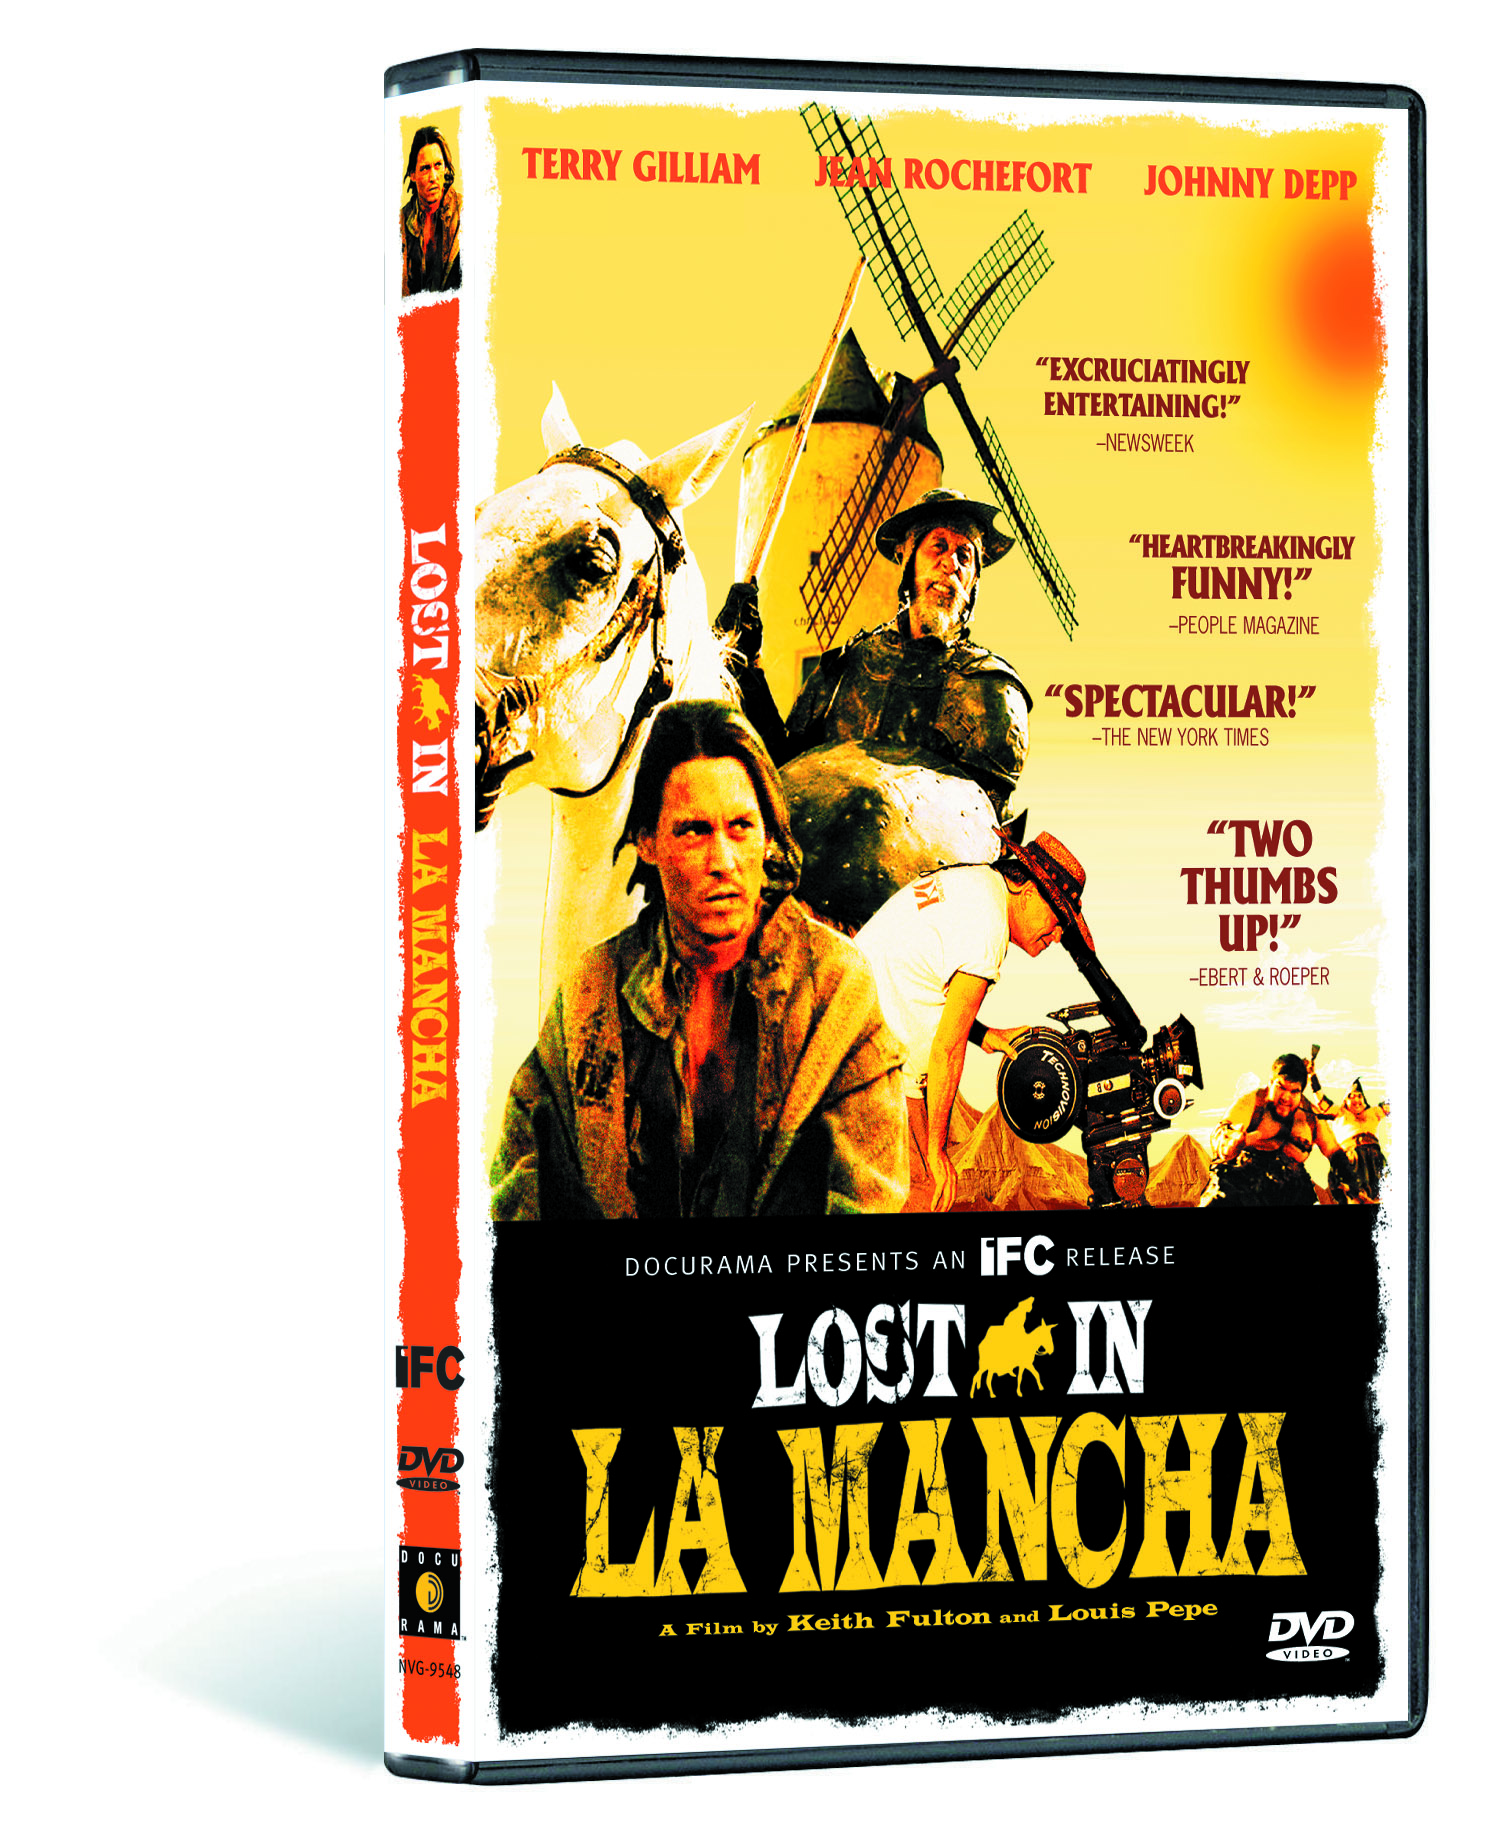 TERRY GILLIAM JEAN ROCHEFORT JOHNNY DEPP
“EXCRUCIATINGLY
ENTERTAINING!”
–NEWSWEEK
“HEARTBREAKINGLY
FUNNY!”
–PEOPLE MAGAZINE
“SPECTACULAR!”
–THE NEW YORK TIMES
“TWO
THUMBS
UP!”
–EBERT & ROEPER
TECHNOVISION
B
DOCURAMA PRESENTS AN iFC RELEASE
LOST IN
LA MANCHA
A Film by Keith Fulton and Louis Pepe
DVD
VIDEO
LOST IN LA MANCHA
iFC
DVD
VIDEO
DOCU
RAMA™
NVG-9548